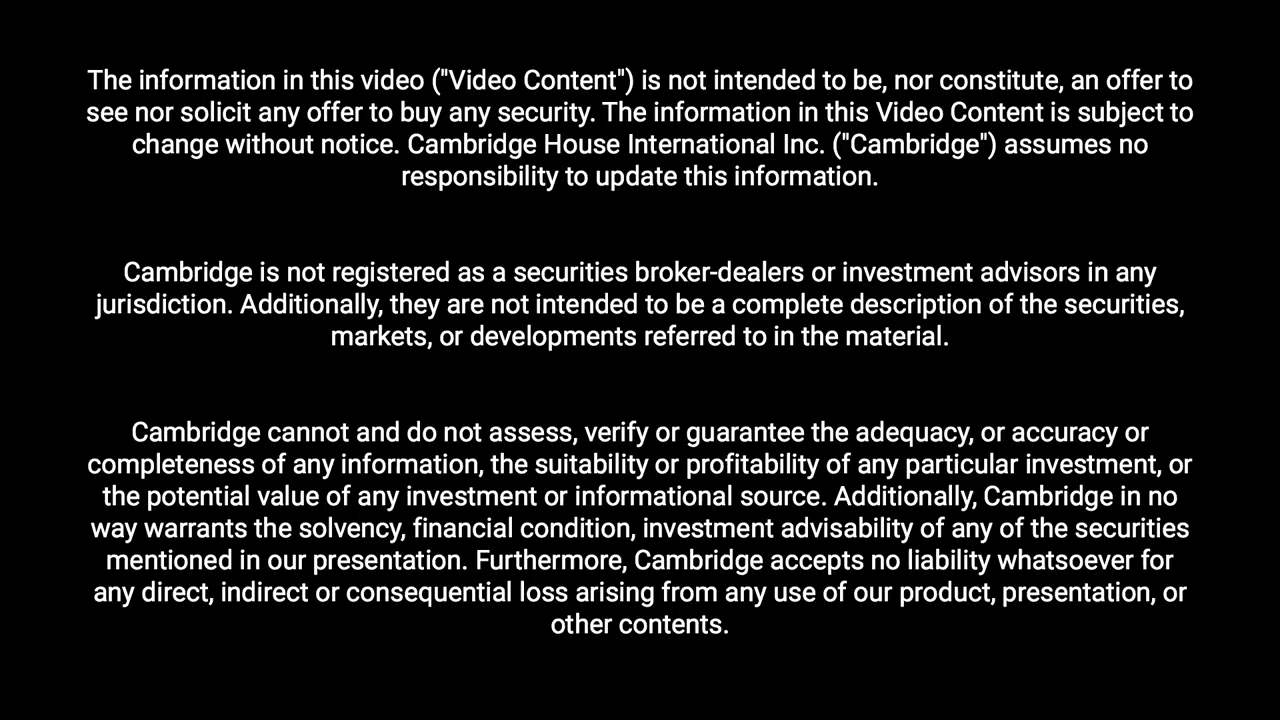 The information in this video ("Video Content") is not intended to be, nor constitute, an offer to
see nor solicit any offer to buy any security. The information in this Video Content is subject to
change without notice. Cambridge House International Inc. ("Cambridge") assumes no
responsibility to update this information.
Cambridge is not registered as a securities broker-dealers or investment advisors in any
jurisdiction. Additionally, they are not intended to be a complete description of the securities,
markets, or developments referred to in the material.
Cambridge cannot and do not assess, verify or guarantee the adequacy, or accuracy or
completeness of any information, the suitability or profitability of any particular investment, or
the potential value of any investment or informational source. Additionally, Cambridge in no
way warrants the solvency, financial condition, investment advisability of any of the securities
mentioned in our presentation. Furthermore, Cambridge accepts no liability whatsoever for
any direct, indirect or consequential loss arising from any use of our product, presentation, or
other contents.